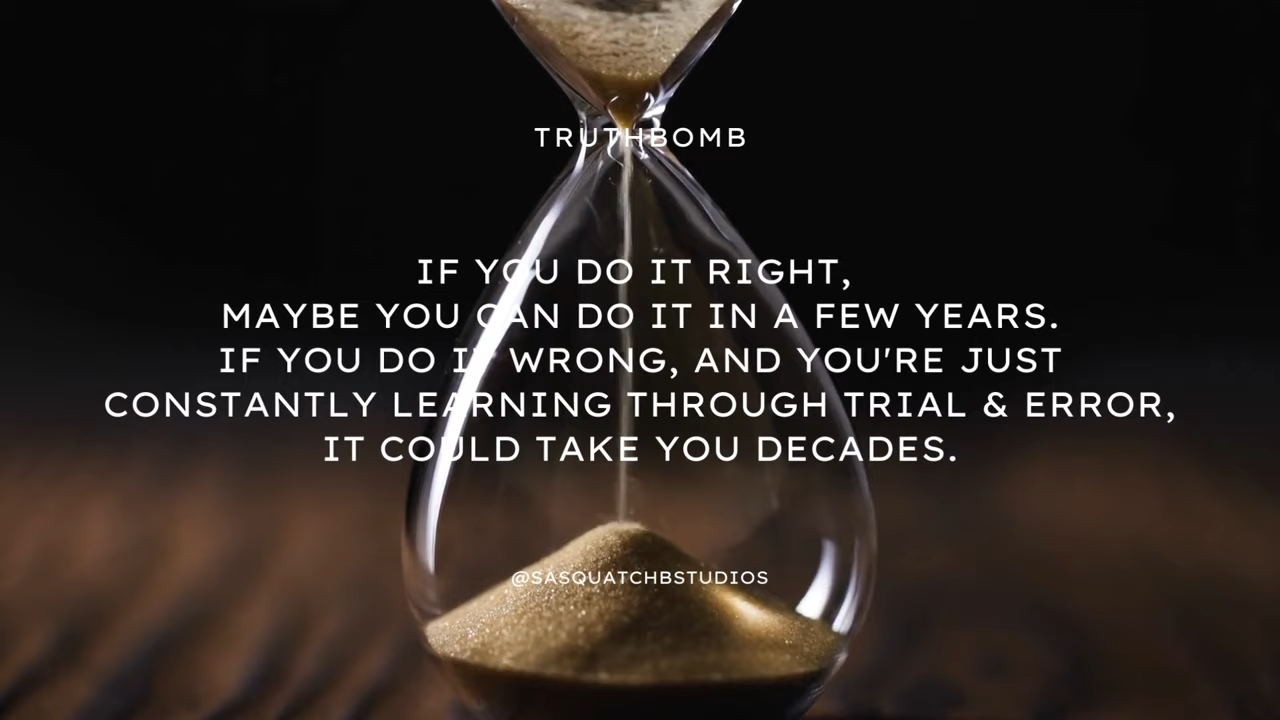 TRUTHBOMB
IF YOU DO IT RIGHT,
MAYBE YOU CAN DO IT IN A FEW YEARS.
IF YOU DO IT WRONG, AND YOU'RE JUST
CONSTANTLY LEARNING THROUGH TRIAL & ERROR,
IT COULD TAKE YOU DECADES.
@SASQUATCHBSTUDIOS